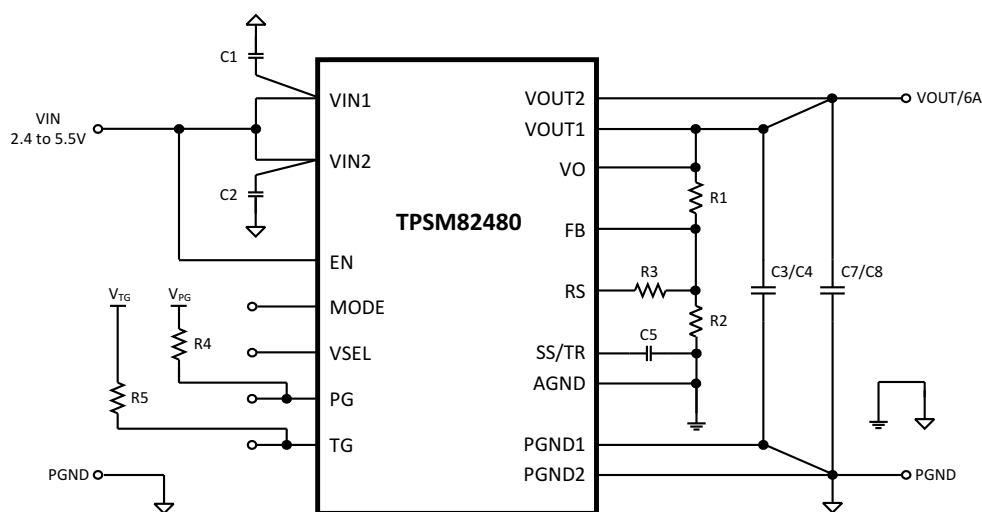 C1
VIN
2.4 to 5.5V
C2
VTG
VPG
R4
R5
PGND
VIN1
VIN2
EN
MODE
VSEL
PG
TG
TPSM82480
VOUT2
VOUT1
VO
FB
RS
SS/TR
AGND
PGND1
PGND2
R1
R3
R2
C5
C3/C4
C7/C8
VOUT/6A
PGND